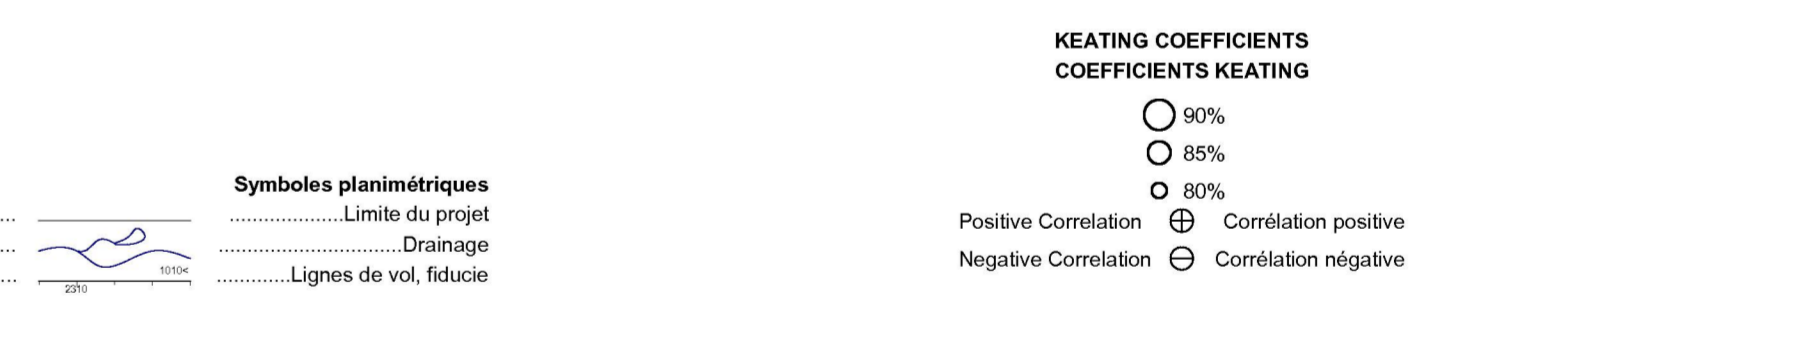 Symboles planimétriques
... ....................Limite du projet
... ................................Drainage
1010<
... .............Lignes de vol, fiducie
2310
KEATING COEFFICIENTS
COEFFICIENTS KEATING
90%
85%
80%
Positive Correlation Corrélation positive
Negative Correlation Corrélation négative